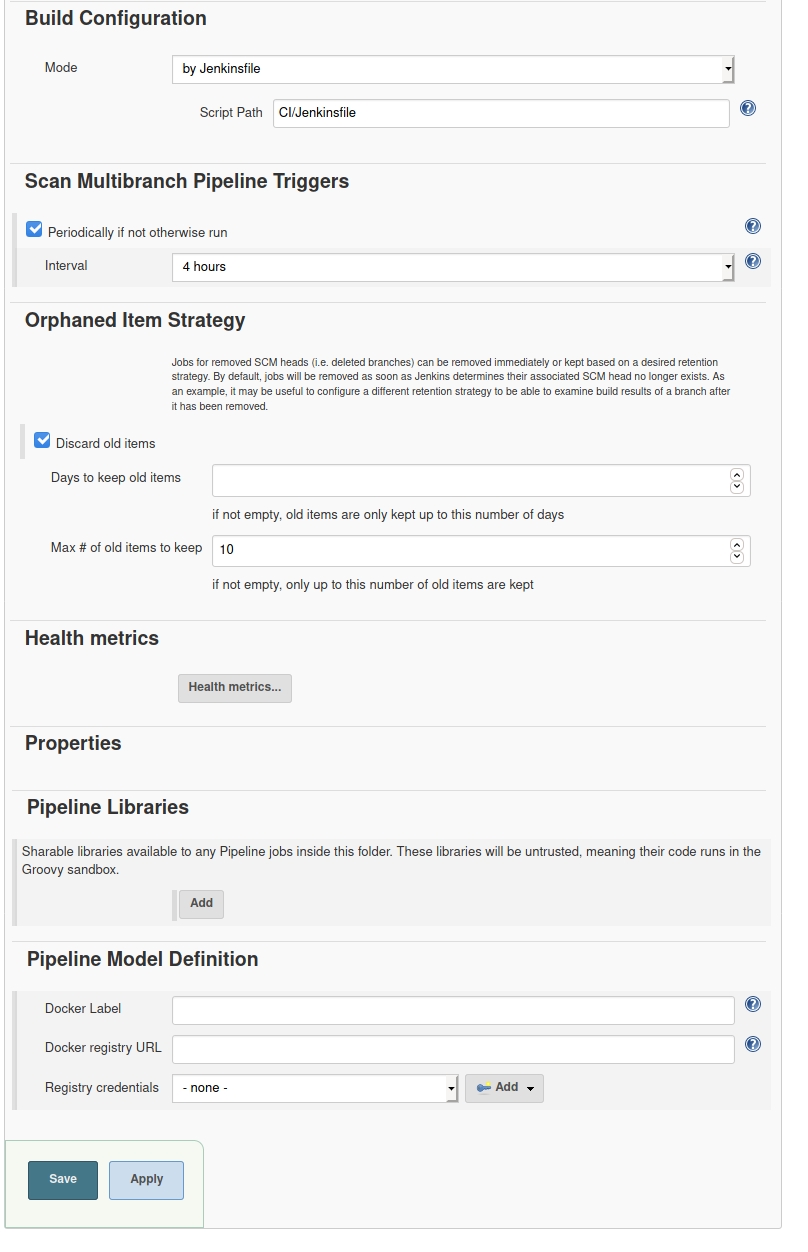 Build Configuration
Mode
by Jenkinsfile
Script Path
CI/Jenkinsfile
Scan Multibranch Pipeline Triggers
Periodically if not otherwise run
Interval
4 hours
Orphaned Item Strategy
Jobs for removed SCM heads (i.e. deleted branches) can be removed immediately or kept based on a desired retention
strategy. By default, jobs will be removed as soon as Jenkins determines their associated SCM head no longer exists. As
an example, it may be useful to configure a different retention strategy to be able to examine build results of a branch after
it has been removed.
Discard old items
Days to keep old items
if not empty, old items are only kept up to this number of days
Max # of old items to keep
10
if not empty, only up to this number of old items are kept
Health metrics
Health metrics...
Properties
Pipeline Libraries
Sharable libraries available to any Pipeline jobs inside this folder. These libraries will be untrusted, meaning their code runs in the
Groovy sandbox.
Add
Pipeline Model Definition
Docker Label
Docker registry URL
Registry credentials
- none -
Add
Save
Apply